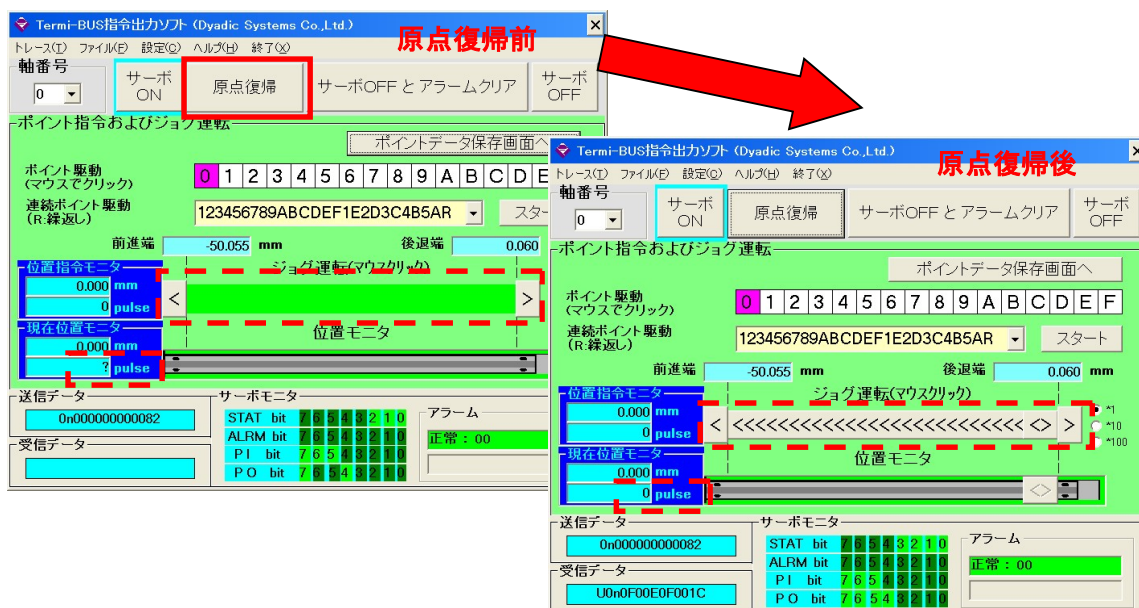 Termi-BUS指令出力ソフト (Dyadic Systems Co.,Ltd.)
原点復帰前
トレース(T) ファイル(F) 設定(O) ヘルプ(H) 終了(X)
軸番号
0
サーボ
ON
原点復帰
サーボOFF と アラームクリア
サーボ
OFF
ポイント指令およびジョグ運転
ポイントデータ保存画面へ
ポイント駆動
(マウスでクリック)
0 1 2 3 4 5 6 7 8 9 A B C D E
連続ポイント駆動
(R:繰返し)
123456789ABCDEF1E2D3C4B5AR
スター
前進端 -50.055 mm 後退端 0.060
位置指令モニタ
0.000 mm
0 pulse
ジョグ運転(マウスクリック)
< >
現在位置モニタ
0.000 mm
? pulse
位置モニタ
送信データ
0n000000000082
受信データ
サーボモニタ
STAT bit 7 6 5 4 3 2 1 0
ALRM bit 7 6 5 4 3 2 1 0
P I bit 7 6 5 4 3 2 1 0
P O bit 7 6 5 4 3 2 1 0
アラーム
正常：00
Termi-BUS指令出力ソフト (Dyadic Systems Co.,Ltd.)
原点復帰後
トレース(T) ファイル(F) 設定(O) ヘルプ(H) 終了(X)
軸番号
0
サーボ
ON
原点復帰
サーボOFF と アラームクリア
サーボ
OFF
ポイント指令およびジョグ運転
ポイントデータ保存画面へ
ポイント駆動
(マウスでクリック)
0 1 2 3 4 5 6 7 8 9 A B C D E F
連続ポイント駆動
(R:繰返し)
123456789ABCDEF1E2D3C4B5AR
スタート
前進端 -50.055 mm 後退端 0.060 mm
位置指令モニタ
0.000 mm
0 pulse
ジョグ運転(マウスクリック)
< <<<<<<<<<<<<<<<<<<<<<<<<<< <> >
*1
*10
*100
現在位置モニタ
0.000 mm
0 pulse
位置モニタ
<>
送信データ
0n000000000082
受信データ
U0n0F00E0F001C
サーボモニタ
STAT bit 7 6 5 4 3 2 1 0
ALRM bit 7 6 5 4 3 2 1 0
P I bit 7 6 5 4 3 2 1 0
P O bit 7 6 5 4 3 2 1 0
アラーム
正常：00